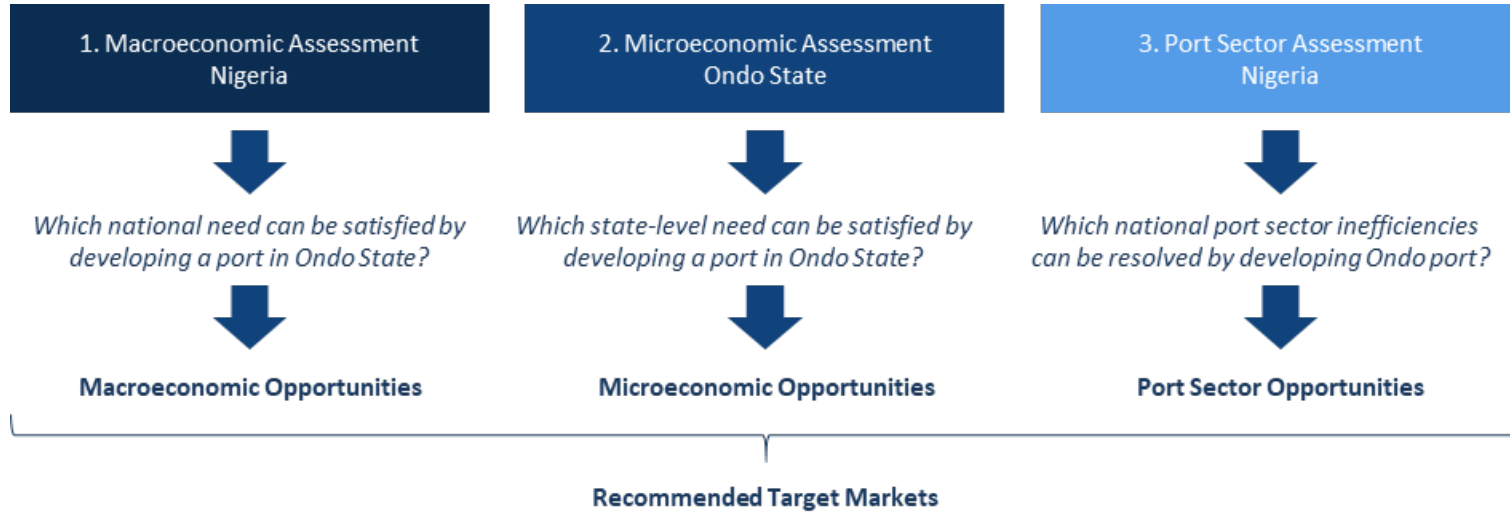 1. Macroeconomic Assessment
Nigeria
2. Microeconomic Assessment
Ondo State
3. Port Sector Assessment
Nigeria
Which national need can be satisfied by
developing a port in Ondo State?
Which state-level need can be satisfied by
developing a port in Ondo State?
Which national port sector inefficiencies
can be resolved by developing Ondo port?
Macroeconomic Opportunities
Microeconomic Opportunities
Port Sector Opportunities
Recommended Target Markets